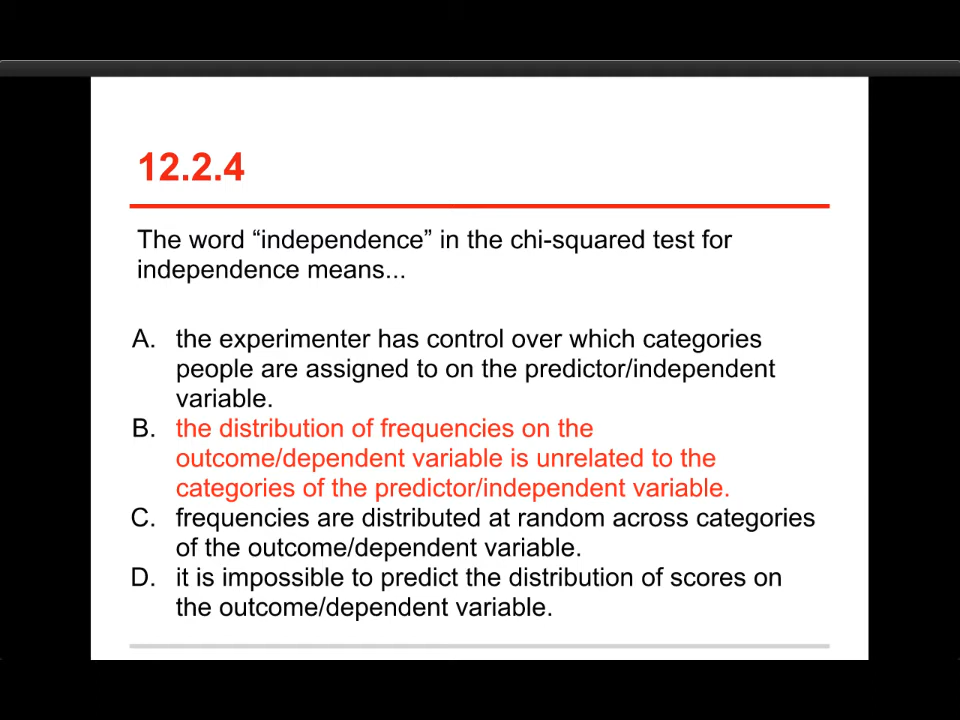 12.2.4
The word “independence” in the chi-squared test for
independence means...
A. the experimenter has control over which categories
people are assigned to on the predictor/independent
variable.
B. the distribution of frequencies on the
outcome/dependent variable is unrelated to the
categories of the predictor/independent variable.
C. frequencies are distributed at random across categories
of the outcome/dependent variable.
D. it is impossible to predict the distribution of scores on
the outcome/dependent variable.